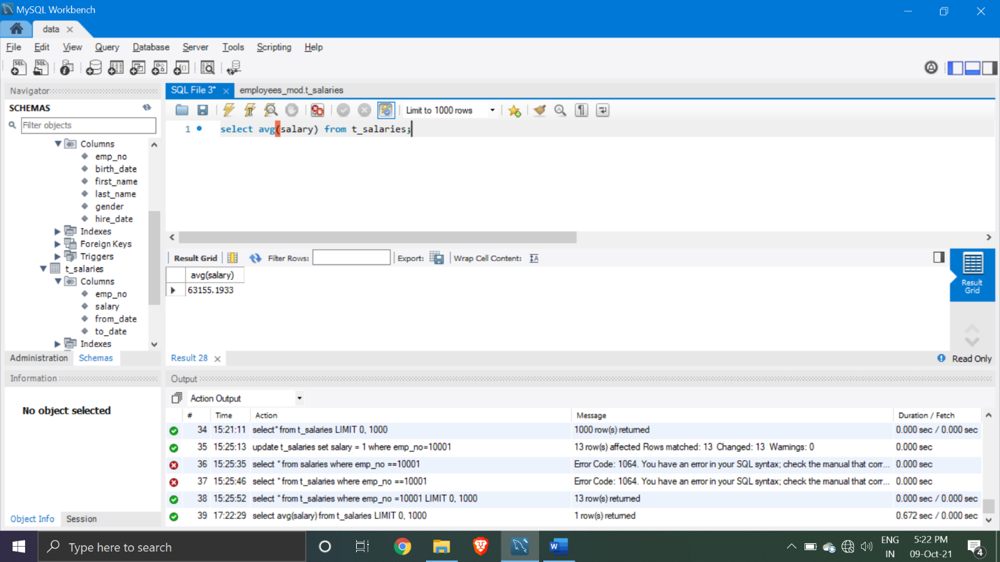 MySQL Workbench
data
File Edit View Query Database Server Tools Scripting Help
Navigator
SCHEMAS
Filter objects
Columns
emp_no
birth_date
first_name
last_name
gender
hire_date
Indexes
Foreign Keys
Triggers
t_salaries
Columns
emp_no
salary
from_date
to_date
Indexes
Administration Schemas
Information
No object selected
Object Info Session
SQL File 3* employees_mod.t_salaries
Limit to 1000 rows
1 select avg(salary) from t_salaries;
Result Grid Filter Rows: Export: Wrap Cell Content:
avg(salary)
63155.1933
Result
Grid
Result 28 Read Only
Output
Action Output
# Time Action Message Duration / Fetch
34 15:21:11 select* from t_salaries LIMIT 0, 1000 1000 row(s) returned 0.000 sec / 0.000 sec
35 15:25:13 update t_salaries set salary = 1 where emp_no=10001 13 row(s) affected Rows matched: 13 Changed: 13 Warnings: 0 0.000 sec
36 15:25:35 select * from salaries where emp_no ==10001 Error Code: 1064. You have an error in your SQL syntax; check the manual that corr... 0.000 sec
37 15:25:46 select * from t_salaries where emp_no ==10001 Error Code: 1064. You have an error in your SQL syntax; check the manual that corr... 0.000 sec
38 15:25:52 select * from t_salaries where emp_no =10001 LIMIT 0, 1000 13 row(s) returned 0.000 sec / 0.000 sec
39 17:22:29 select avg(salary) from t_salaries LIMIT 0, 1000 1 row(s) returned 0.672 sec / 0.000 sec
Type here to search
ENG
IN
5:22 PM
09-Oct-21
4